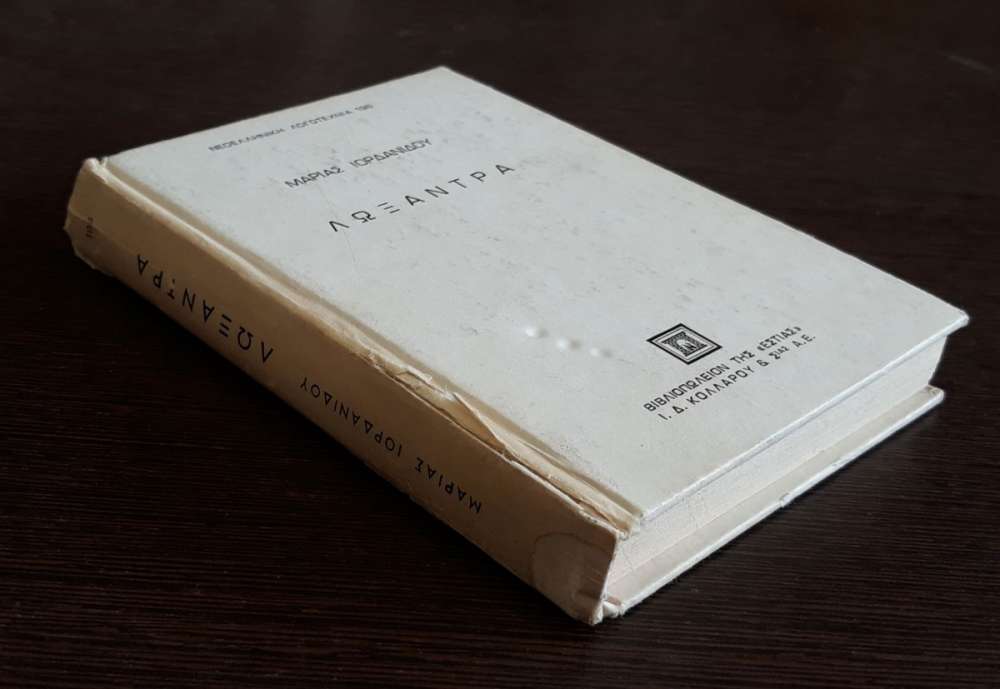 ΝΕΟΕΛΛΗΝΙΚΗ ΛΟΓΟΤΕΧΝΙΑ
ΜΑΡΙΑΣ ΙΟΡΔΑΝΙΔΟΥ
ΛΩΞΑΝΤΡΑ
ΒΙΒΛΙΟΠΩΛΕΙΟΝ ΤΗΣ «ΕΣΤΙΑΣ»
Ι. Δ. ΚΟΛΛΑΡΟΥ & ΣΙΑΣ Α.Ε.
ΜΑΡΙΑΣ ΙΟΡΔΑΝΙΔΟΥ
ΛΩΞΑΝΤΡΑ